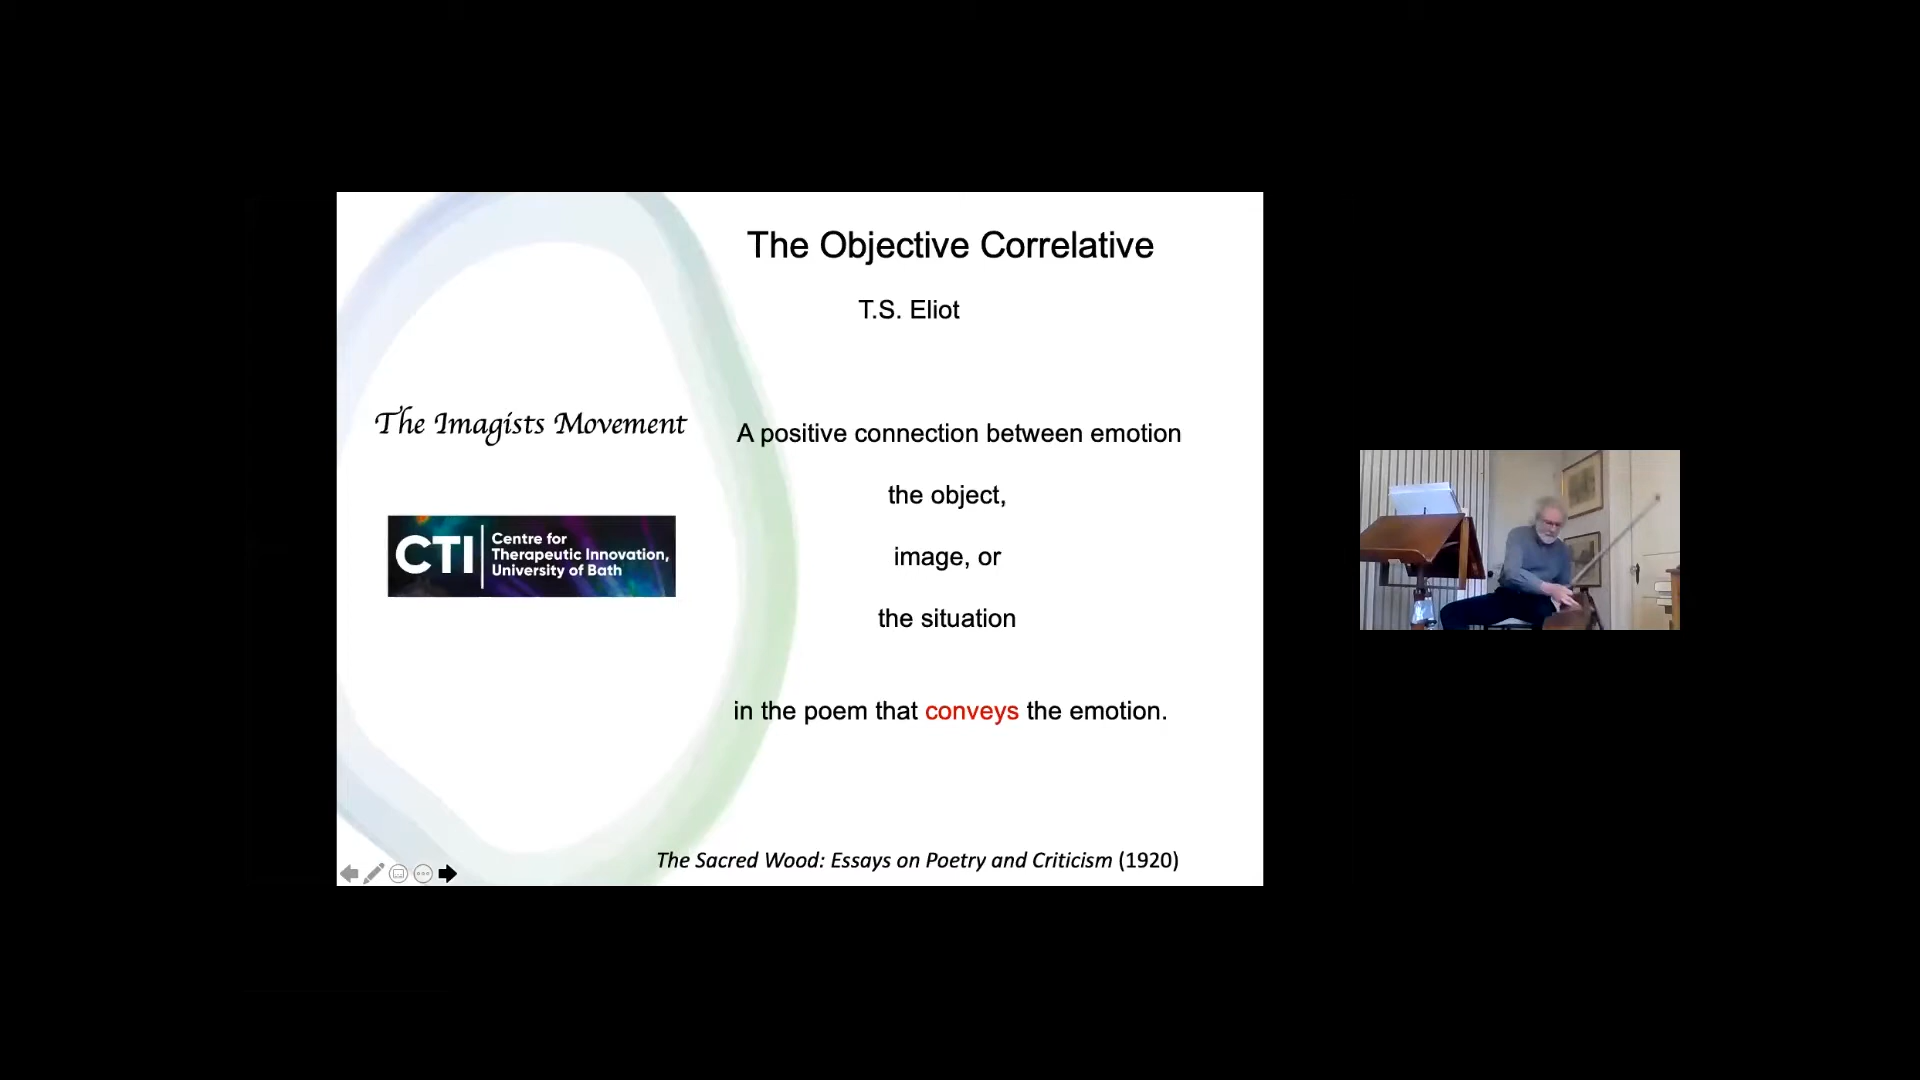 The Objective Correlative
T.S. Eliot
The Imagists Movement
A positive connection between emotion
the object,
image, or
the situation
in the poem that conveys the emotion.
CTI
Centre for
Therapeutic Innovation,
University of Bath
The Sacred Wood: Essays on Poetry and Criticism (1920)